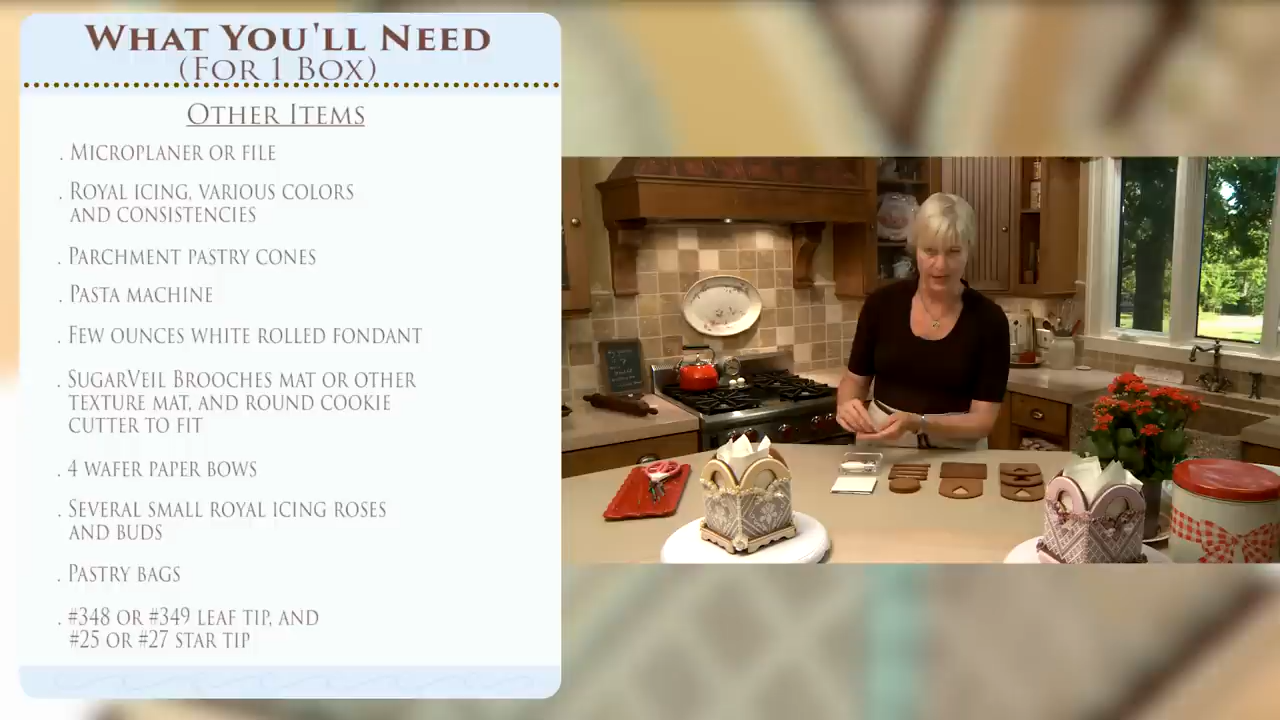 WHAT YOU'LL NEED
(FOR 1 BOX)
OTHER ITEMS
. MICROPLANER OR FILE
. ROYAL ICING, VARIOUS COLORS
AND CONSISTENCIES
. PARCHMENT PASTRY CONES
. PASTA MACHINE
. FEW OUNCES WHITE ROLLED FONDANT
. SUGARVEIL BROOCHES MAT OR OTHER
TEXTURE MAT, AND ROUND COOKIE
CUTTER TO FIT
. 4 WAFER PAPER BOWS
. SEVERAL SMALL ROYAL ICING ROSES
AND BUDS
. PASTRY BAGS
. #348 OR #349 LEAF TIP, AND
#25 OR #27 STAR TIP